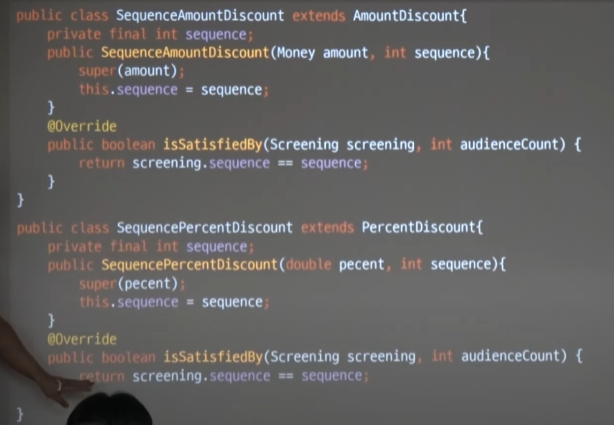 public class SequenceAmountDiscount extends AmountDiscount{
    private final int sequence;
    public SequenceAmountDiscount(Money amount, int sequence){
        super(amount);
        this.sequence = sequence;
    }
    @Override
    public boolean isSatisfiedBy(Screening screening, int audienceCount) {
        return screening.sequence == sequence;
    }
}
public class SequencePercentDiscount extends PercentDiscount{
    private final int sequence;
    public SequencePercentDiscount(double pecent, int sequence){
        super(pecent);
        this.sequence = sequence;
    }
    @Override
    public boolean isSatisfiedBy(Screening screening, int audienceCount) {
        return screening.sequence == sequence;
}